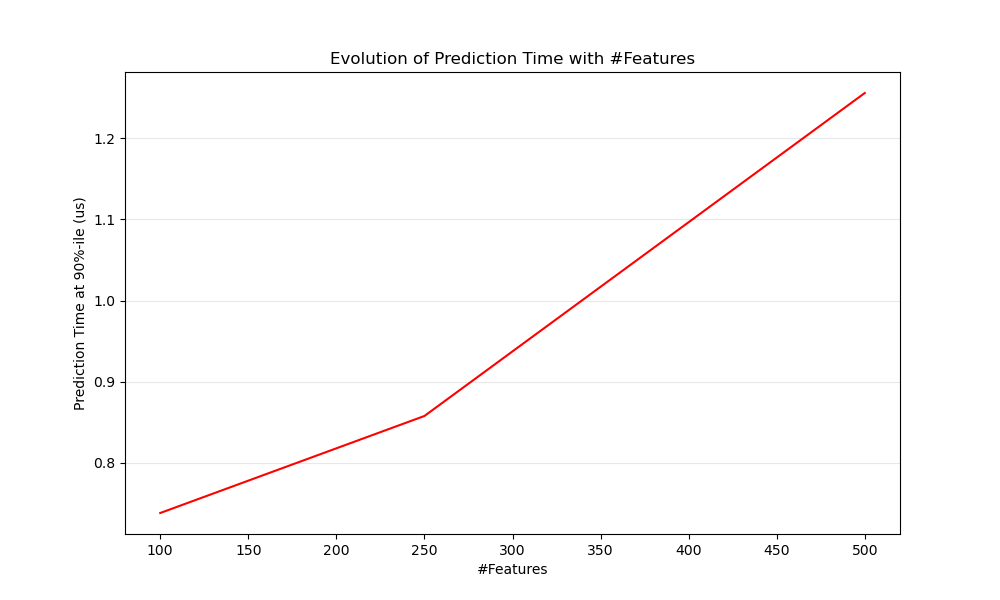 Evolution of Prediction Time with #Features
Prediction Time at 90%-ile (us)
1.2
1.1
1.0
0.9
0.8
100 150 200 250 300 350 400 450 500
#Features